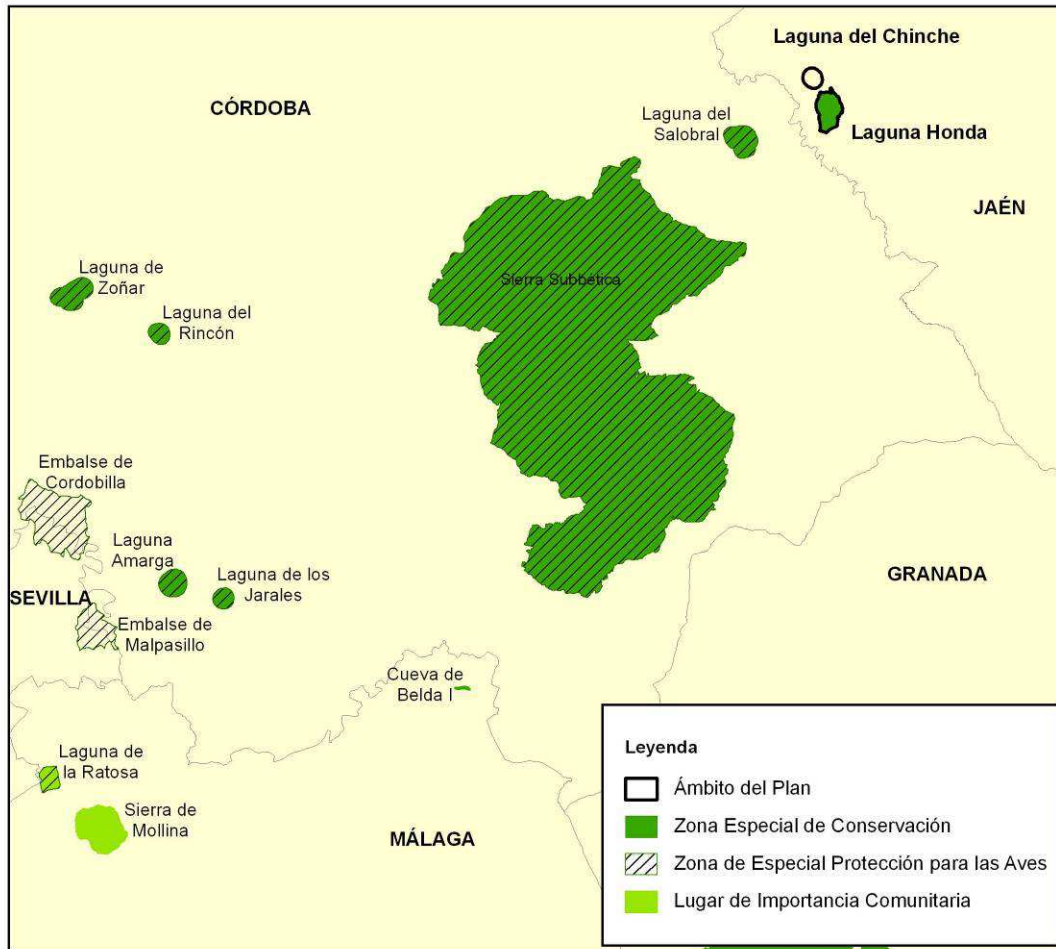 Laguna del Chinche
CÓRDOBA
Laguna del
Salobral
Laguna Honda
JAÉN
Sierra Subbética
Laguna de
Zoñar
Laguna del
Rincón
Embalse de
Cordobilla
Laguna
Amarga
Laguna de los
Jarales
GRANADA
SEVILLA
Embalse de
Malpasillo
Cueva de
Belda I
Laguna de
la Ratosa
Sierra de
Mollina
MÁLAGA
Leyenda
Ámbito del Plan
Zona Especial de Conservación
Zona de Especial Protección para las Aves
Lugar de Importancia Comunitaria